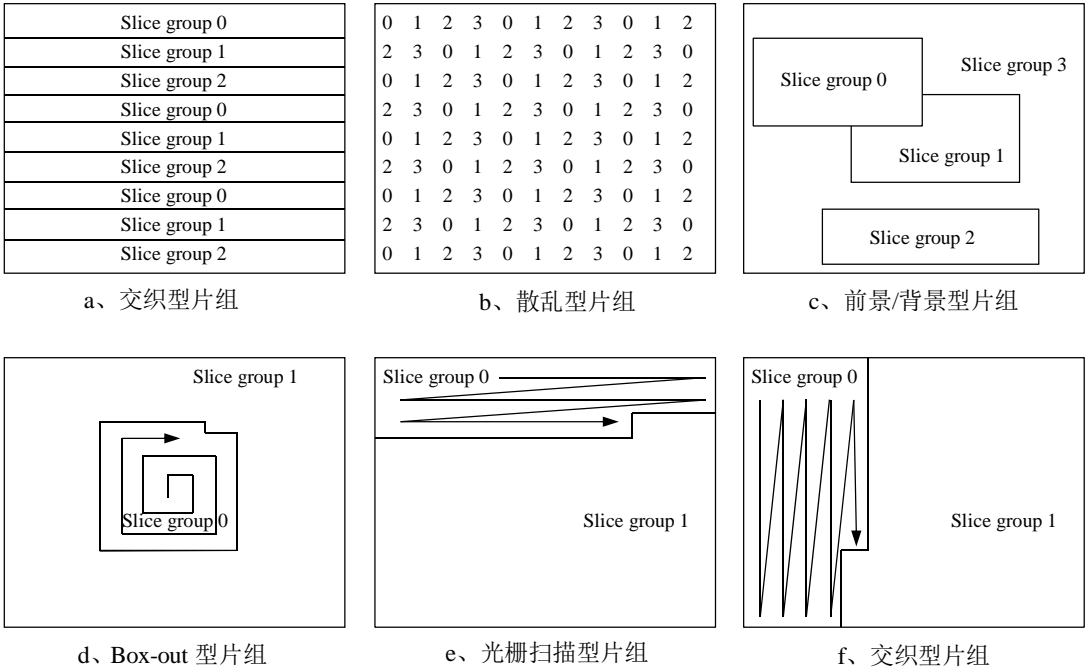 Slice group 0
Slice group 1
Slice group 2
Slice group 0
Slice group 1
Slice group 2
Slice group 0
Slice group 1
Slice group 2
a、交织型片组
0 1 2 3 0 1 2 3 0 1 2
2 3 0 1 2 3 0 1 2 3 0
0 1 2 3 0 1 2 3 0 1 2
2 3 0 1 2 3 0 1 2 3 0
0 1 2 3 0 1 2 3 0 1 2
2 3 0 1 2 3 0 1 2 3 0
0 1 2 3 0 1 2 3 0 1 2
2 3 0 1 2 3 0 1 2 3 0
0 1 2 3 0 1 2 3 0 1 2
b、散乱型片组
Slice group 3
Slice group 0
Slice group 1
Slice group 2
c、前景/背景型片组
Slice group 1
Slice group 0
d、Box-out 型片组
Slice group 0
Slice group 1
e、光栅扫描型片组
Slice group 0
Slice group 1
f、交织型片组